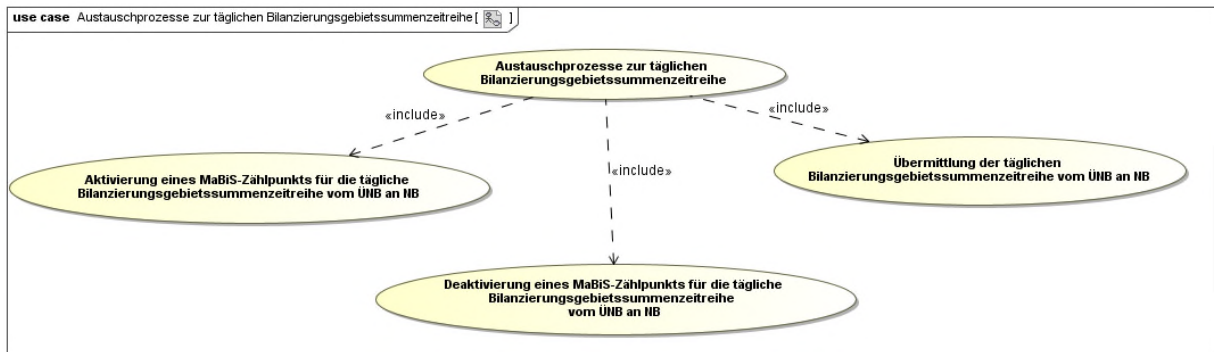 use case Austauschprozesse zur täglichen Bilanzierungsgebietssummenzeitreihe [ ]
Austauschprozesse zur täglichen
Bilanzierungsgebietssummenzeitreihe
«include»
«include»
«include»
Aktivierung eines MaBiS-Zählpunkts für die tägliche
Bilanzierungsgebietssummenzeitreihe vom ÜNB an NB
Übermittlung der täglichen
Bilanzierungsgebietssummenzeitreihe vom ÜNB an NB
Deaktivierung eines MaBiS-Zählpunkts für die tägliche
Bilanzierungsgebietssummenzeitreihe
vom ÜNB an NB